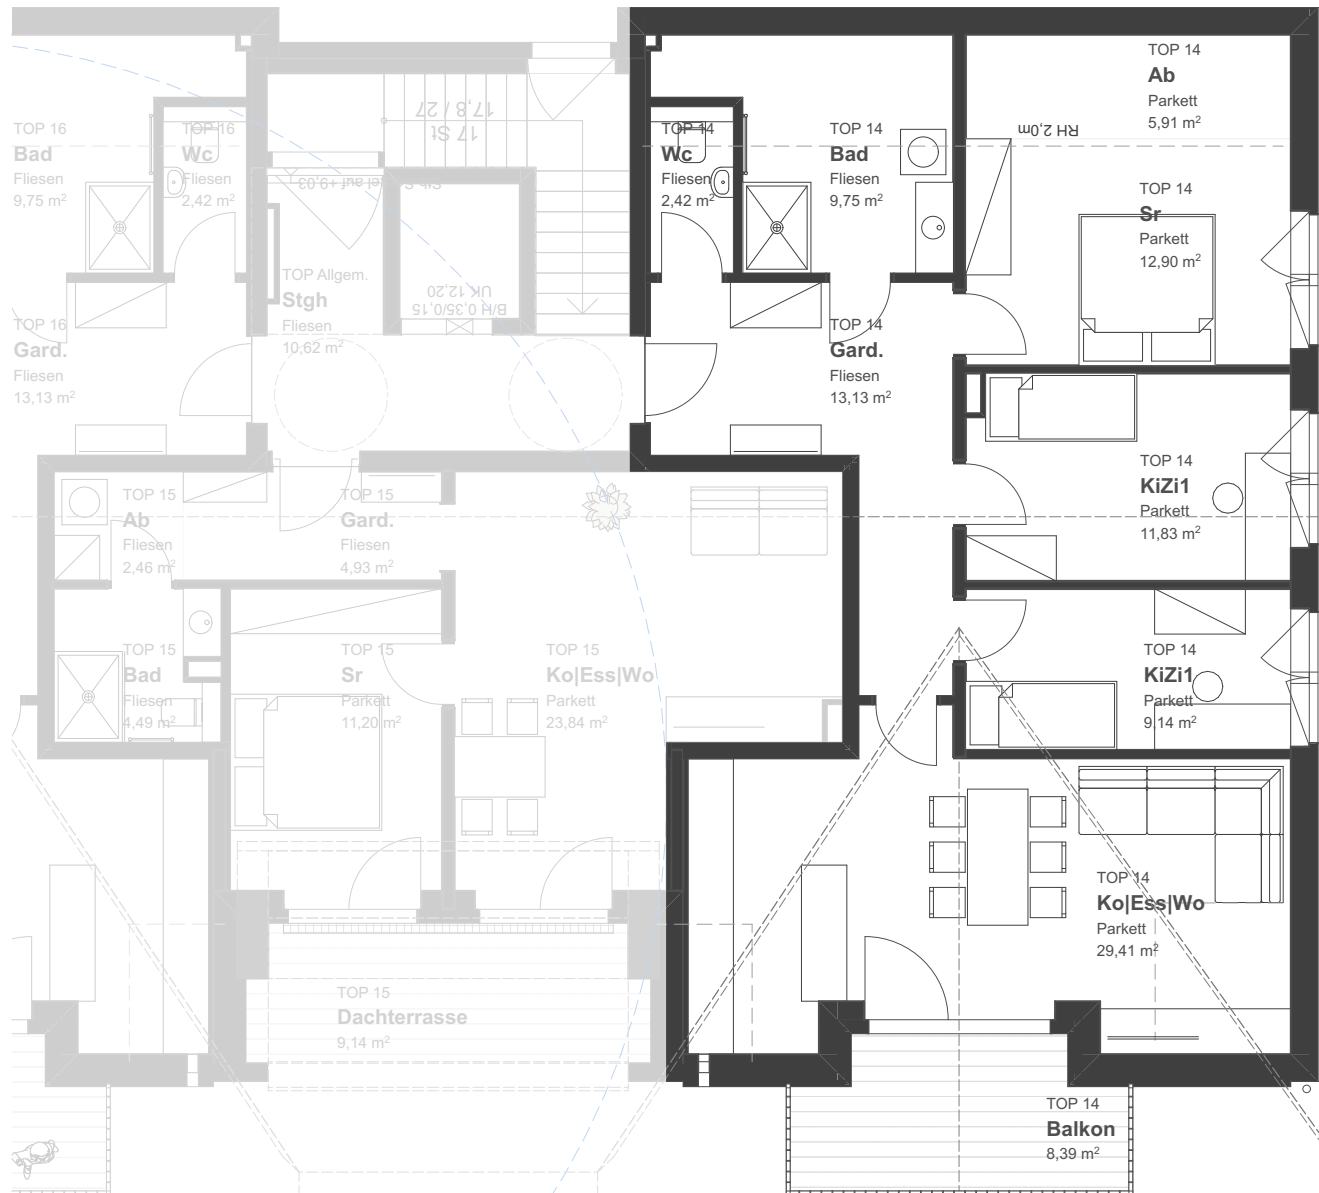 TOP 14
Ab
Parkett
5,91 m²
RH 2,0m
TOP 16
Bad
Fliesen
9,75 m²
TOP 16
Wc
Fliesen
2,42 m²
17 St
17,8 / 27
TOP 14
Wc
Fliesen
2,42 m²
TOP 14
Bad
Fliesen
9,75 m²
TOP 14
Sr
Parkett
12,90 m²
TOP Allgem.
Stgh
Fliesen
10,62 m²
B/H 0,35/0,15
UK 12,20
TOP 16
Gard.
Fliesen
13,13 m²
TOP 14
Gard.
Fliesen
13,13 m²
TOP 14
KiZi1
Parkett
11,83 m²
TOP 15
Ab
Fliesen
2,46 m²
TOP 15
Gard.
Fliesen
4,93 m²
TOP 15
Bad
Fliesen
4,49 m²
TOP 15
Sr
Parkett
11,20 m²
TOP 15
Ko|Ess|Wo
Parkett
23,84 m²
TOP 14
KiZi1
Parkett
9,14 m²
TOP 14
Ko|Ess|Wo
Parkett
29,41 m²
TOP 15
Dachterrasse
9,14 m²
TOP 14
Balkon
8,39 m²